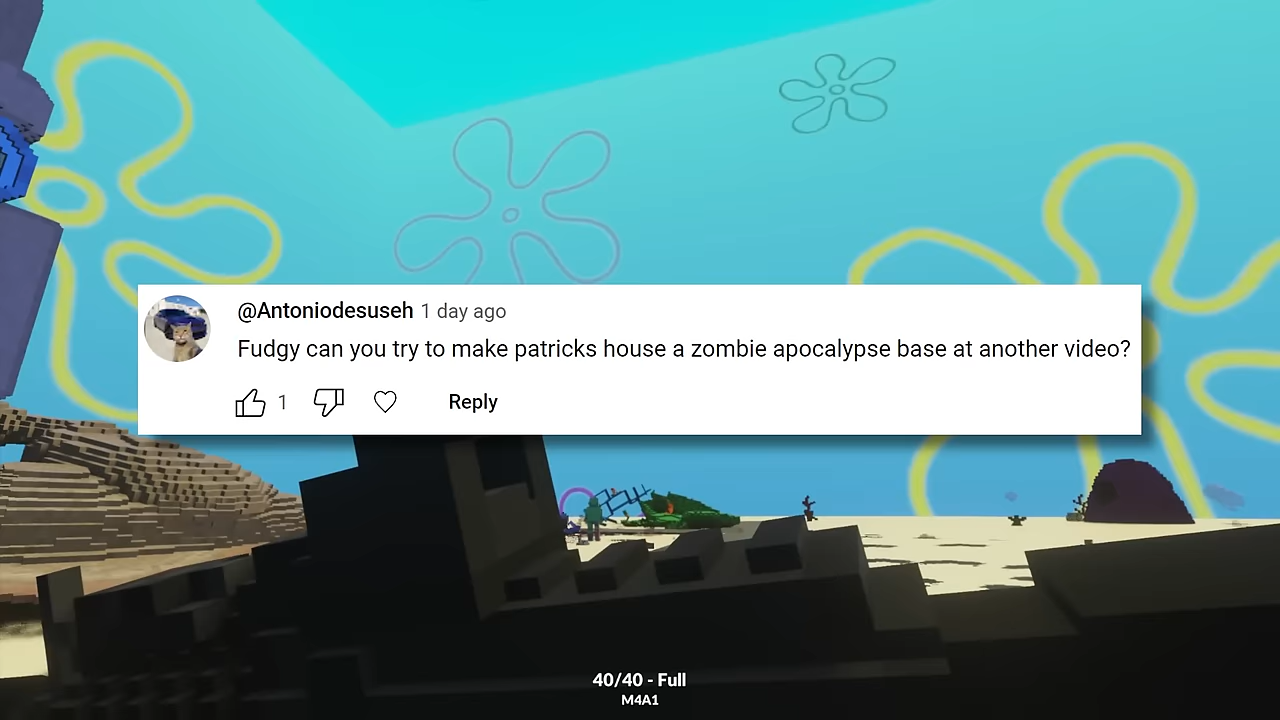 @Antoniodesuseh 1 day ago
Fudgy can you try to make patricks house a zombie apocalypse base at another video?
1 Reply
40/40 - Full
M4A1